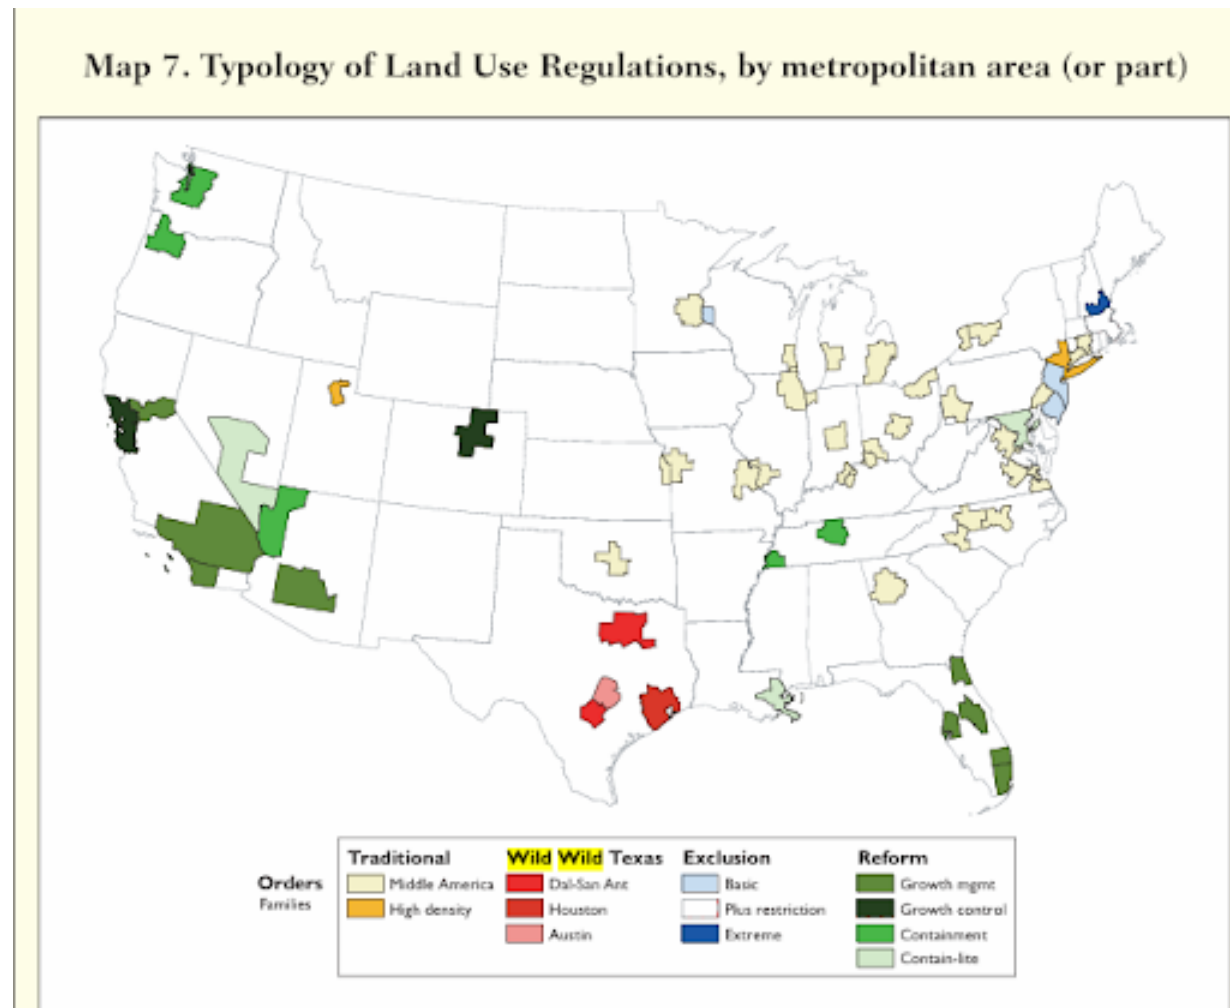 Map 7. Typology of Land Use Regulations, by metropolitan area (or part)
Orders
Families
Traditional
Middle America
High density
Wild Wild Texas
Dal-San Ant
Houston
Austin
Exclusion
Basic
Plus restriction
Extreme
Reform
Growth mgmt
Growth control
Containment
Contain-lite